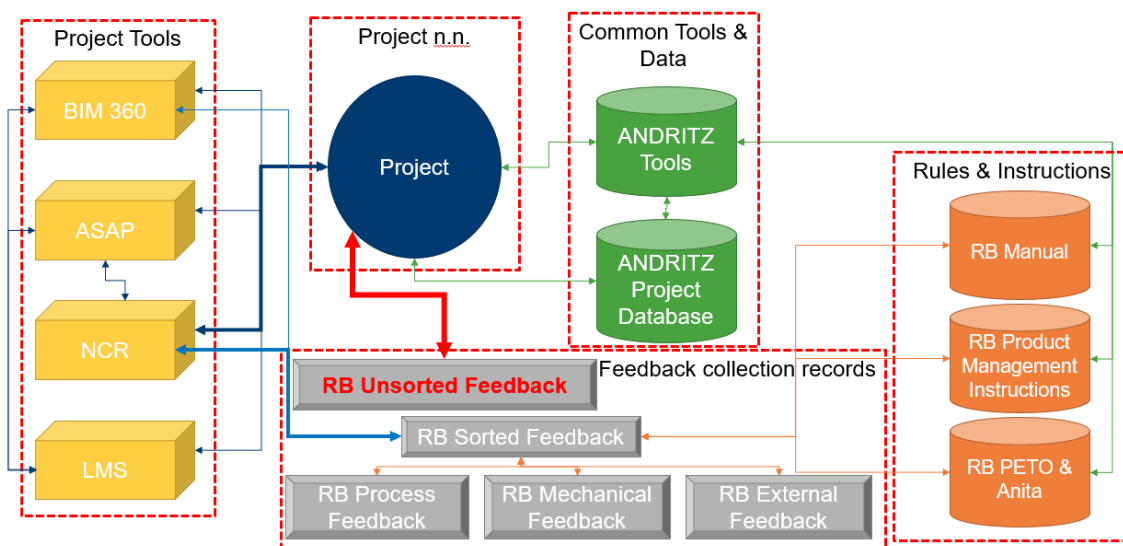 Project Tools
BIM 360
ASAP
NCR
LMS
Project n.n.
Project
Common Tools &
Data
ANDRITZ
Tools
ANDRITZ
Project
Database
Rules & Instructions
RB Manual
RB Product
Management
Instructions
RB PETO &
Anita
Feedback collection records
RB Unsorted Feedback
RB Sorted Feedback
RB Process
Feedback
RB Mechanical
Feedback
RB External
Feedback